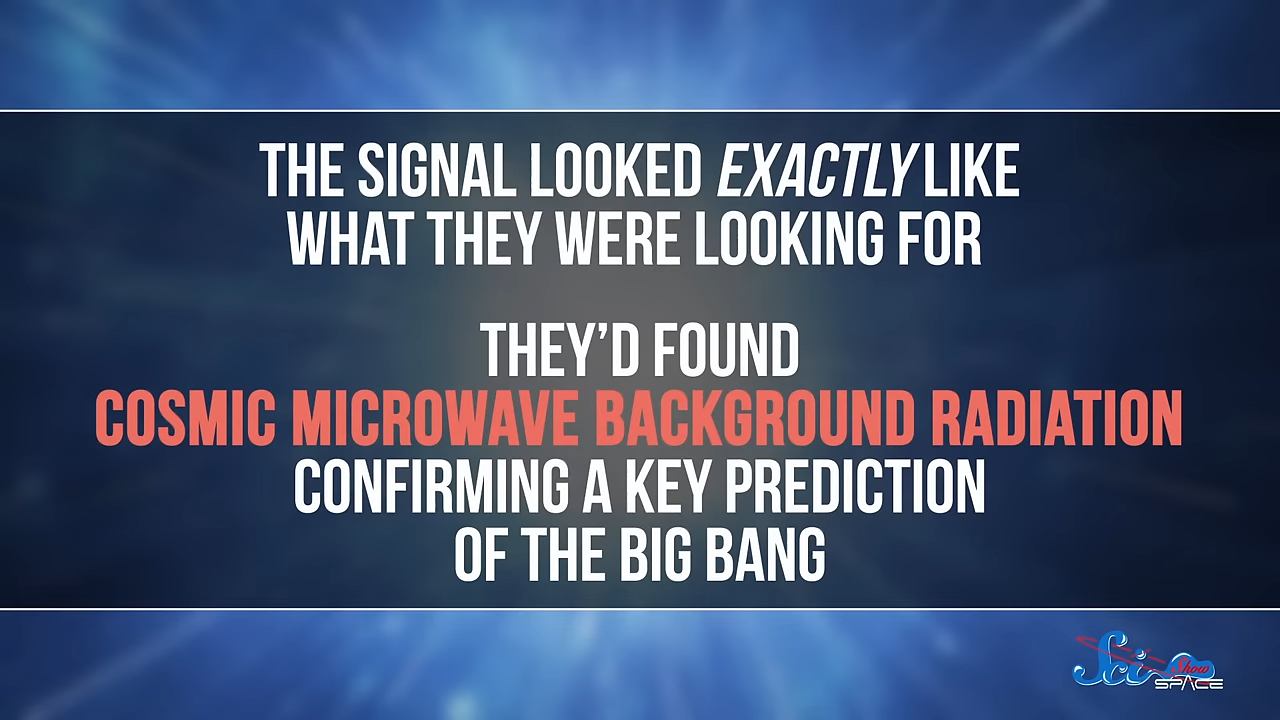 THE SIGNAL LOOKED EXACTLY LIKE
WHAT THEY WERE LOOKING FOR
THEY’D FOUND
COSMIC MICROWAVE BACKGROUND RADIATION
CONFIRMING A KEY PREDICTION
OF THE BIG BANG
Sci Show
SPACE